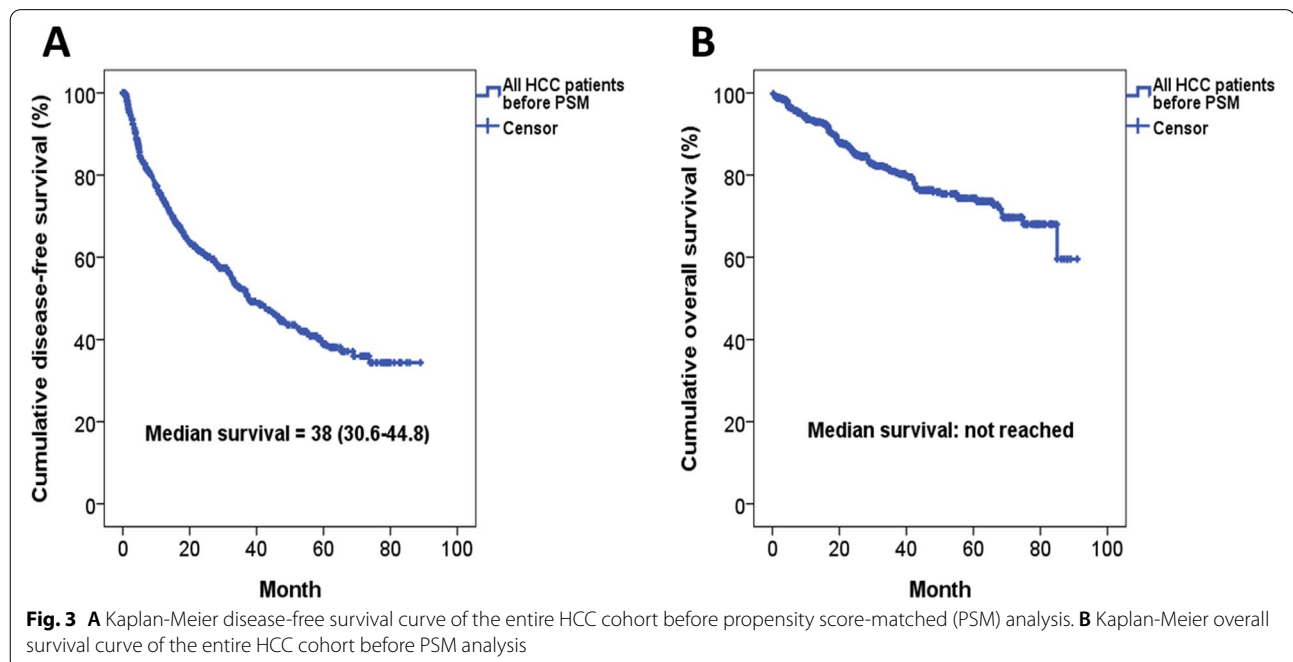 A
Cumulative disease-free survival (%)
100
80
60
40
20
0
0 20 40 60 80 100
Month
All HCC patients
before PSM
Censor
Median survival = 38 (30.6-44.8)
B
Cumulative overall survival (%)
100
80
60
40
20
0
0 20 40 60 80 100
Month
All HCC patients
before PSM
Censor
Median survival: not reached
Fig. 3 A Kaplan-Meier disease-free survival curve of the entire HCC cohort before propensity score-matched (PSM) analysis. B Kaplan-Meier overall
survival curve of the entire HCC cohort before PSM analysis